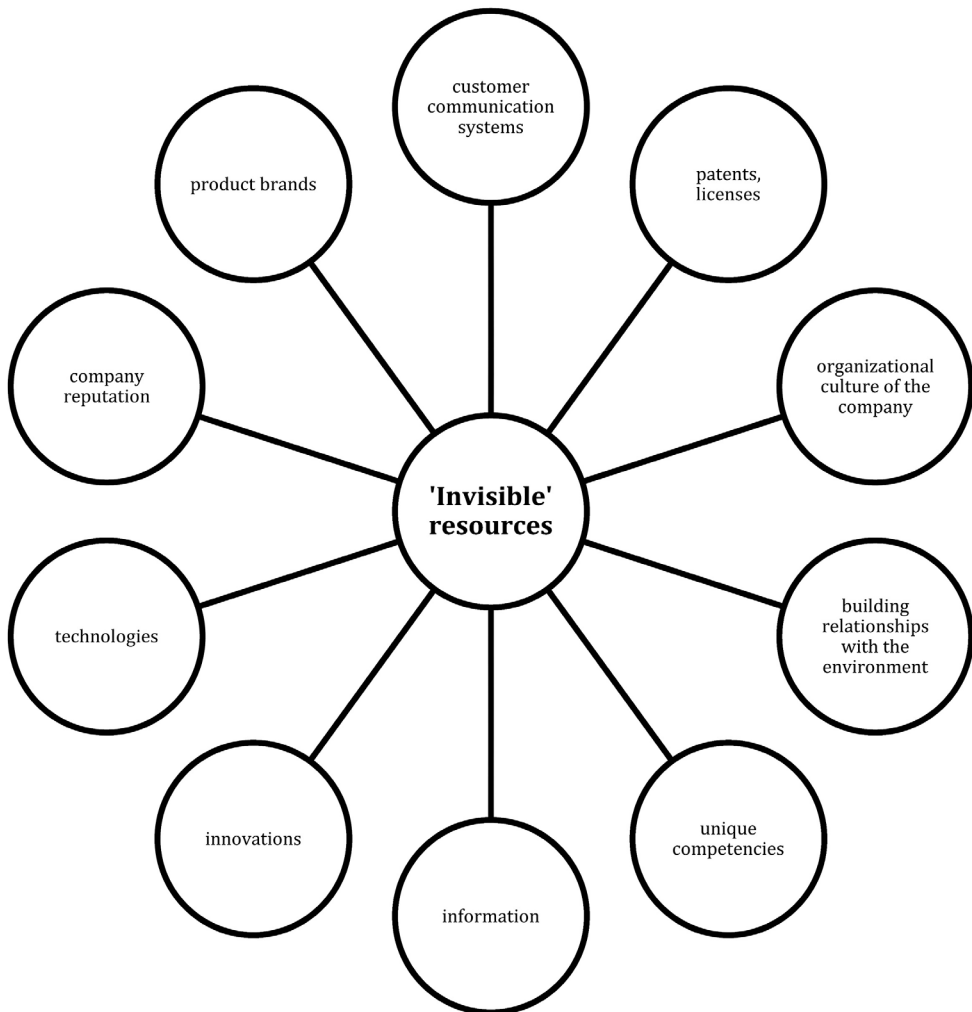 customer
communication
systems
patents,
licenses
organizational
culture of the
company
building
relationships
with the
environment
unique
competencies
information
innovations
technologies
company
reputation
product brands
'Invisible'
resources